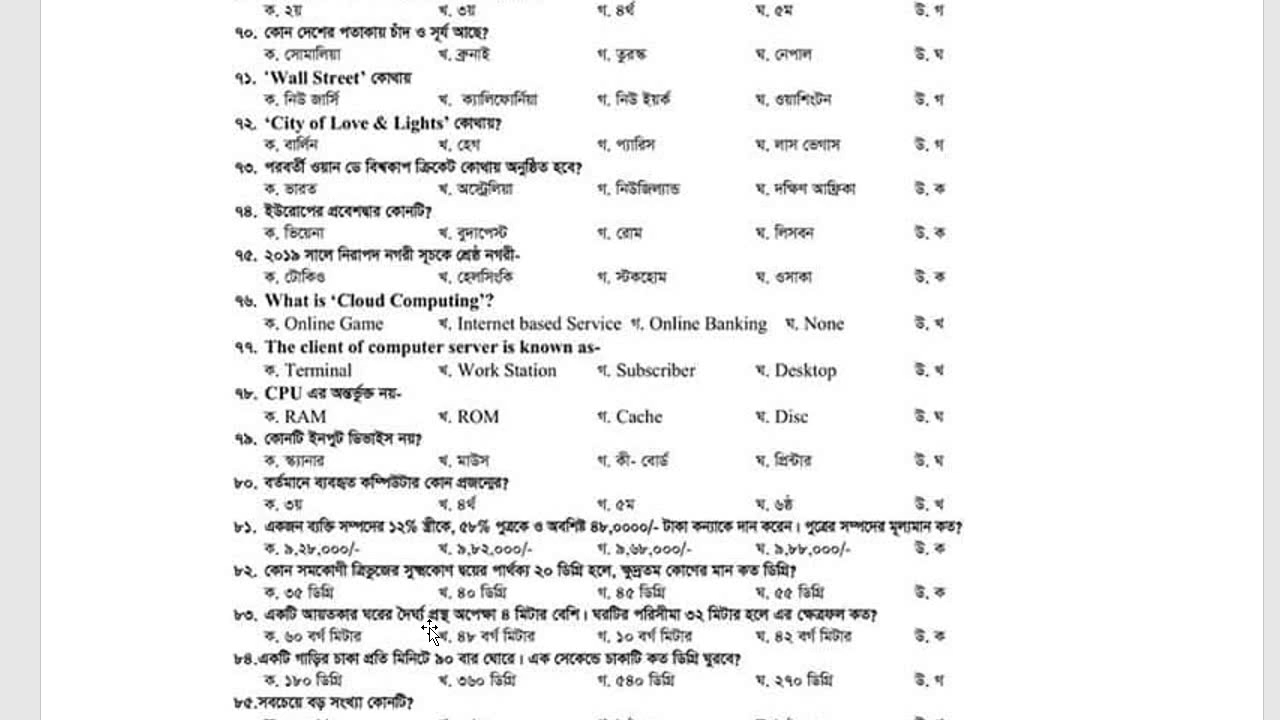 ক. ২য় খ. ৩য় গ. ৪র্থ ঘ. ৫ম উ. গ
৭০. কোন দেশের পতাকায় চাঁদ ও সূর্য আছে?
ক. সোমালিয়া খ. ব্রুনাই গ. তুরস্ক ঘ. নেপাল উ. ঘ
৭১. ‘Wall Street’ কোথায়
ক. নিউ জার্সি খ. ক্যালিফোর্নিয়া গ. নিউ ইয়র্ক ঘ. ওয়াশিংটন উ. গ
৭২. ‘City of Love & Lights’ কোথায়?
ক. বার্লিন খ. হেগ গ. প্যারিস ঘ. লাস ভেগাস উ. গ
৭৩. পরবর্তী ওয়ান ডে বিশ্বকাপ ক্রিকেট কোথায় অনুষ্ঠিত হবে?
ক. ভারত খ. অস্ট্রেলিয়া গ. নিউজিল্যান্ড ঘ. দক্ষিণ আফ্রিকা উ. ক
৭৪. ইউরোপের প্রবেশদ্বার কোনটি?
ক. ভিয়েনা খ. বুদাপেস্ট গ. রোম ঘ. লিসবন উ. ক
৭৫. ২০১৯ সালে নিরাপদ নগরী সূচকে শ্রেষ্ঠ নগরী-
ক. টোকিও খ. হেলসিংকি গ. স্টকহোম ঘ. ওসাকা উ. ক
৭৬. What is ‘Cloud Computing’?
ক. Online Game খ. Internet based Service গ. Online Banking ঘ. None উ. খ
৭৭. The client of computer server is known as-
ক. Terminal খ. Work Station গ. Subscriber ঘ. Desktop উ. খ
৭৮. CPU এর অন্তর্ভূক্ত নয়-
ক. RAM খ. ROM গ. Cache ঘ. Disc উ. ঘ
৭৯. কোনটি ইনপুট ডিভাইস নয়?
ক. স্ক্যানার খ. মাউস গ. কী- বোর্ড ঘ. প্রিন্টার উ. ঘ
৮০. বর্তমানে ব্যবহৃত কম্পিউটার কোন প্রজন্মের?
ক. ৩য় খ. ৪র্থ গ. ৫ম ঘ. ৬ষ্ঠ উ. খ
৮১. একজন ব্যক্তি সম্পদের ১২% স্ত্রীকে, ৫৮% পুত্রকে ও অবশিষ্ট ৪৮,০০০০/- টাকা কন্যাকে দান করেন। পুত্রের সম্পদের মূল্যমান কত?
ক. ৯,২৮,০০০/- খ. ৯,৮২,০০০/- গ. ৯,৬৮,০০০/- ঘ. ৯,৮৮,০০০/- উ. ক
৮২. কোন সমকোণী ত্রিভুজের সুক্ষ্মকোণ দ্বয়ের পার্থক্য ২০ ডিগ্রি হলে, ক্ষুদ্রতম কোণের মান কত ডিগ্রি?
ক. ৩৫ ডিগ্রি খ. ৪০ ডিগ্রি গ. ৪৫ ডিগ্রি ঘ. ৫৫ ডিগ্রি উ. ক
৮৩. একটি আয়তকার ঘরের দৈর্ঘ্য প্রস্থ অপেক্ষা ৪ মিটার বেশি। ঘরটির পরিসীমা ৩২ মিটার হলে এর ক্ষেত্রফল কত?
ক. ৬০ বর্গ মিটার খ. ৪৮ বর্গ মিটার গ. ১০ বর্গ মিটার ঘ. ৪২ বর্গ মিটার উ. ক
৮৪.একটি গাড়ির চাকা প্রতি মিনিটে ৯০ বার ঘোরে। এক সেকেন্ডে চাকাটি কত ডিগ্রি ঘুরবে?
ক. ১৮০ ডিগ্রি খ. ৩৬০ ডিগ্রি গ. ৫৪০ ডিগ্রি ঘ. ২৭০ ডিগ্রি উ. গ
৮৫.সবচেয়ে বড় সংখ্যা কোনটি?